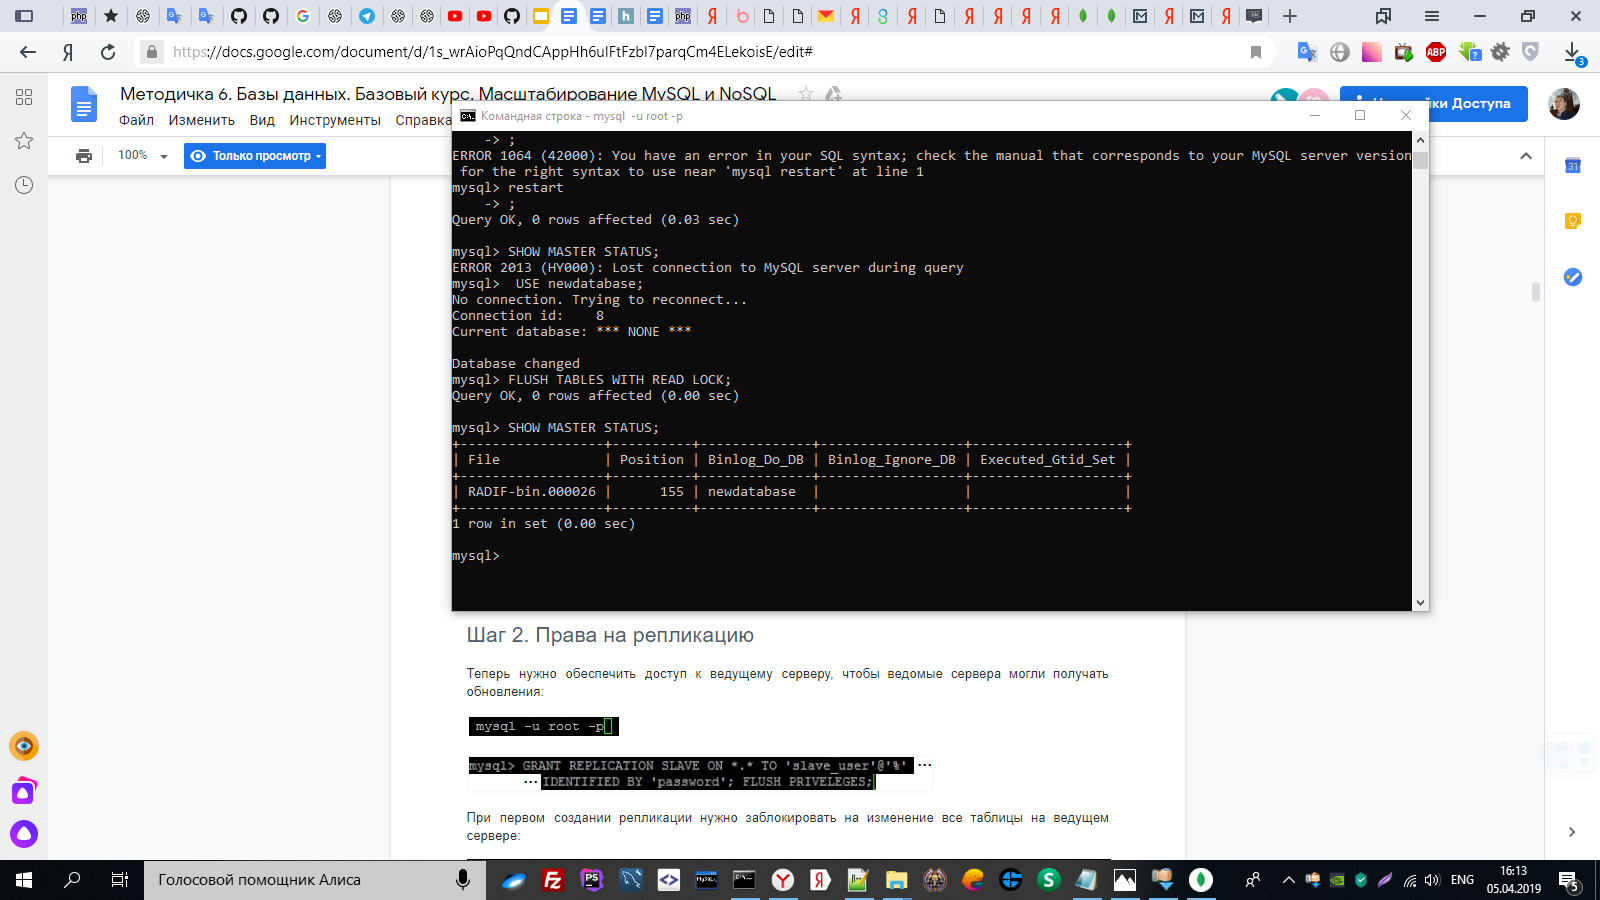 https://docs.google.com/document/d/1s_wrAioPqQndCAppHh6uIFtFzbI7parqCm4ELekoisE/edit#
Методичка 6. Базы данных. Базовый курс. Масштабирование MySQL и NoSQL
Файл Изменить Вид Вставка Инструменты Справка
йки Доступа
100% Только просмотр
Командная строка - mysql -u root -p
-> ;
ERROR 1064 (42000): You have an error in your SQL syntax; check the manual that corresponds to your MySQL server version
for the right syntax to use near 'mysql restart' at line 1
mysql> restart
-> ;
Query OK, 0 rows affected (0.03 sec)
mysql> SHOW MASTER STATUS;
ERROR 2013 (HY000): Lost connection to MySQL server during query
mysql>  USE newdatabase;
No connection. Trying to reconnect...
Connection id:    8
Current database: *** NONE ***
Database changed
mysql> FLUSH TABLES WITH READ LOCK;
Query OK, 0 rows affected (0.00 sec)
mysql> SHOW MASTER STATUS;
+------------------+----------+--------------+------------------+-------------------+
| File             | Position | Binlog_Do_DB | Binlog_Ignore_DB | Executed_Gtid_Set |
+------------------+----------+--------------+------------------+-------------------+
| RADIF-bin.000026 |      155 | newdatabase  |                  |                   |
+------------------+----------+--------------+------------------+-------------------+
1 row in set (0.00 sec)
mysql>
Шаг 2. Права на репликацию
Теперь нужно обеспечить доступ к ведущему серверу, чтобы ведомые сервера могли получать
обновления:
mysql -u root -p
mysql> GRANT REPLICATION SLAVE ON *.* TO 'slave_user'@'%' ...
... IDENTIFIED BY 'password'; FLUSH PRIVELEGES;
При первом создании репликации нужно заблокировать на изменение все таблицы на ведущем
сервере:
Голосовой помощник Алиса
ENG
16:13
05.04.2019
5